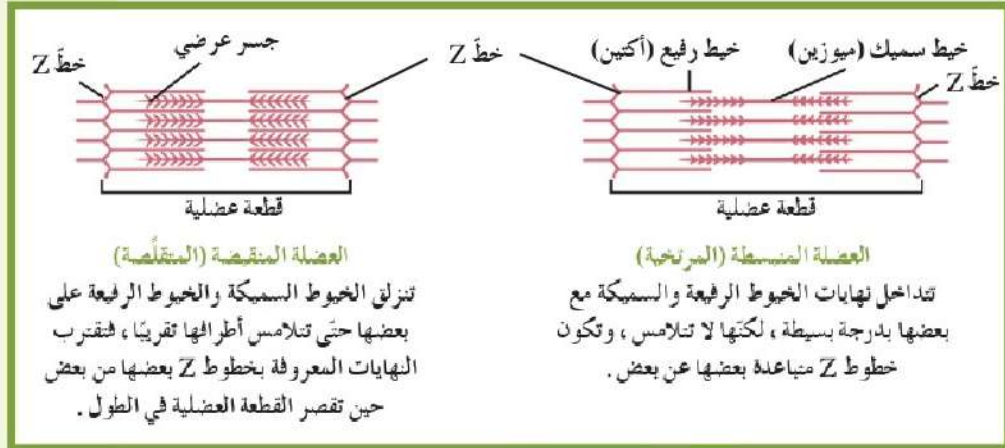 خيط سميك (ميوزين)
خيط رفيع (أكتين)
خطّ Z
خطّ Z
جسر عرضي
خطّ Z
قطعة عضلية
قطعة عضلية
العضلة المنبسطة (المرتخية)
تتداخل نهايات الخيوط الرفيعة والسميكة مع
بعضها بدرجة بسيطة ، لكنّها لا تتلامس ، وتكون
خطوط Z متباعدة بعضها عن بعض .
العضلة المنقبضة (المتقلّصة)
تنزلق الخيوط السميكة والخيوط الرفيعة على
بعضها حتّى تتلامس أطرافها تقريبًا ، فتقترب
النهايات المعروفة بخطوط Z بعضها من بعض
حين تقصر القطعة العضلية في الطول .